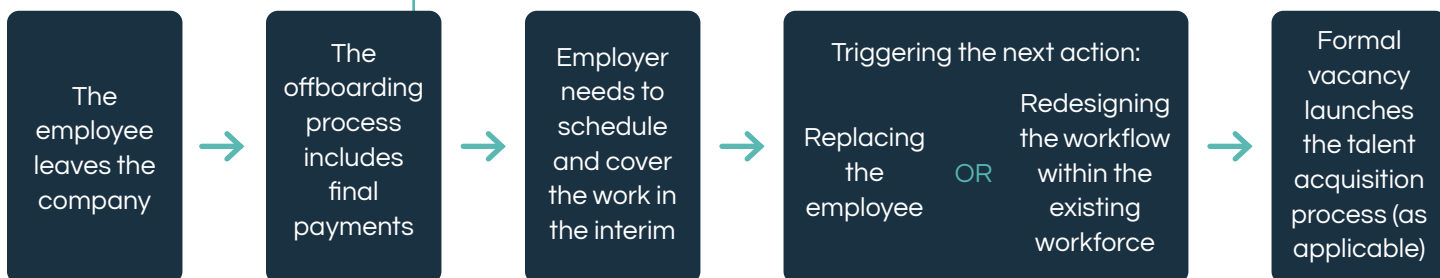 The
employee
leaves the
company
The
offboarding
process
includes
final
payments
Employer
needs to
schedule
and cover
the work in
the interim
Triggering the next action:
Replacing
the
employee
OR
Redesigning
the workflow
within the
existing
workforce
Formal
vacancy
launches
the talent
acquisition
process (as
applicable)